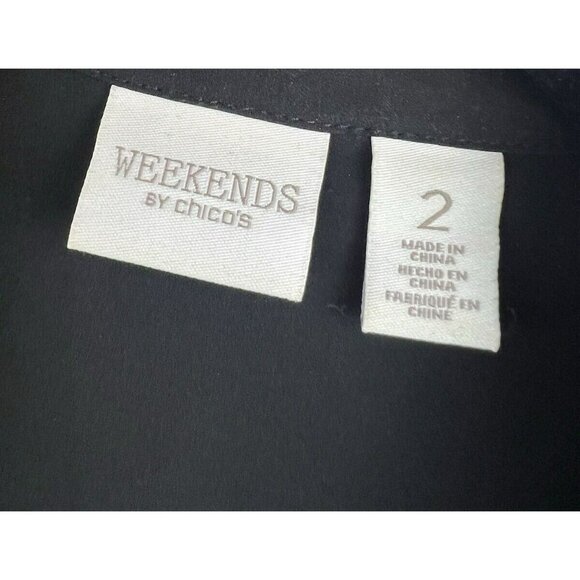 WEEKENDS
BY chico's
2
MADE IN
CHINA
HECHO EN
CHINA
FABRIQUÉ EN
CHINE